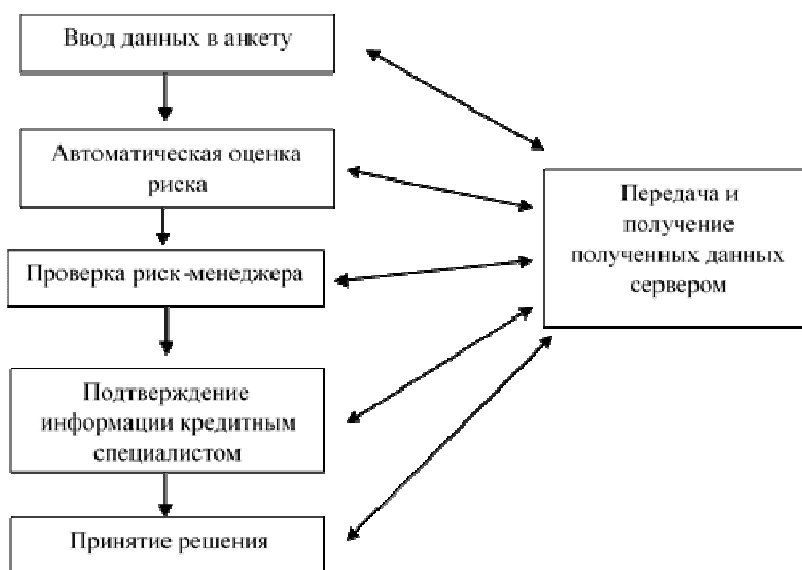 Ввод данных в анкету
Автоматическая оценка
риска
Проверка риск-менеджера
Подтверждение
информации кредитным
специалистом
Принятие решения
Передача и
получение
полученных данных
сервером